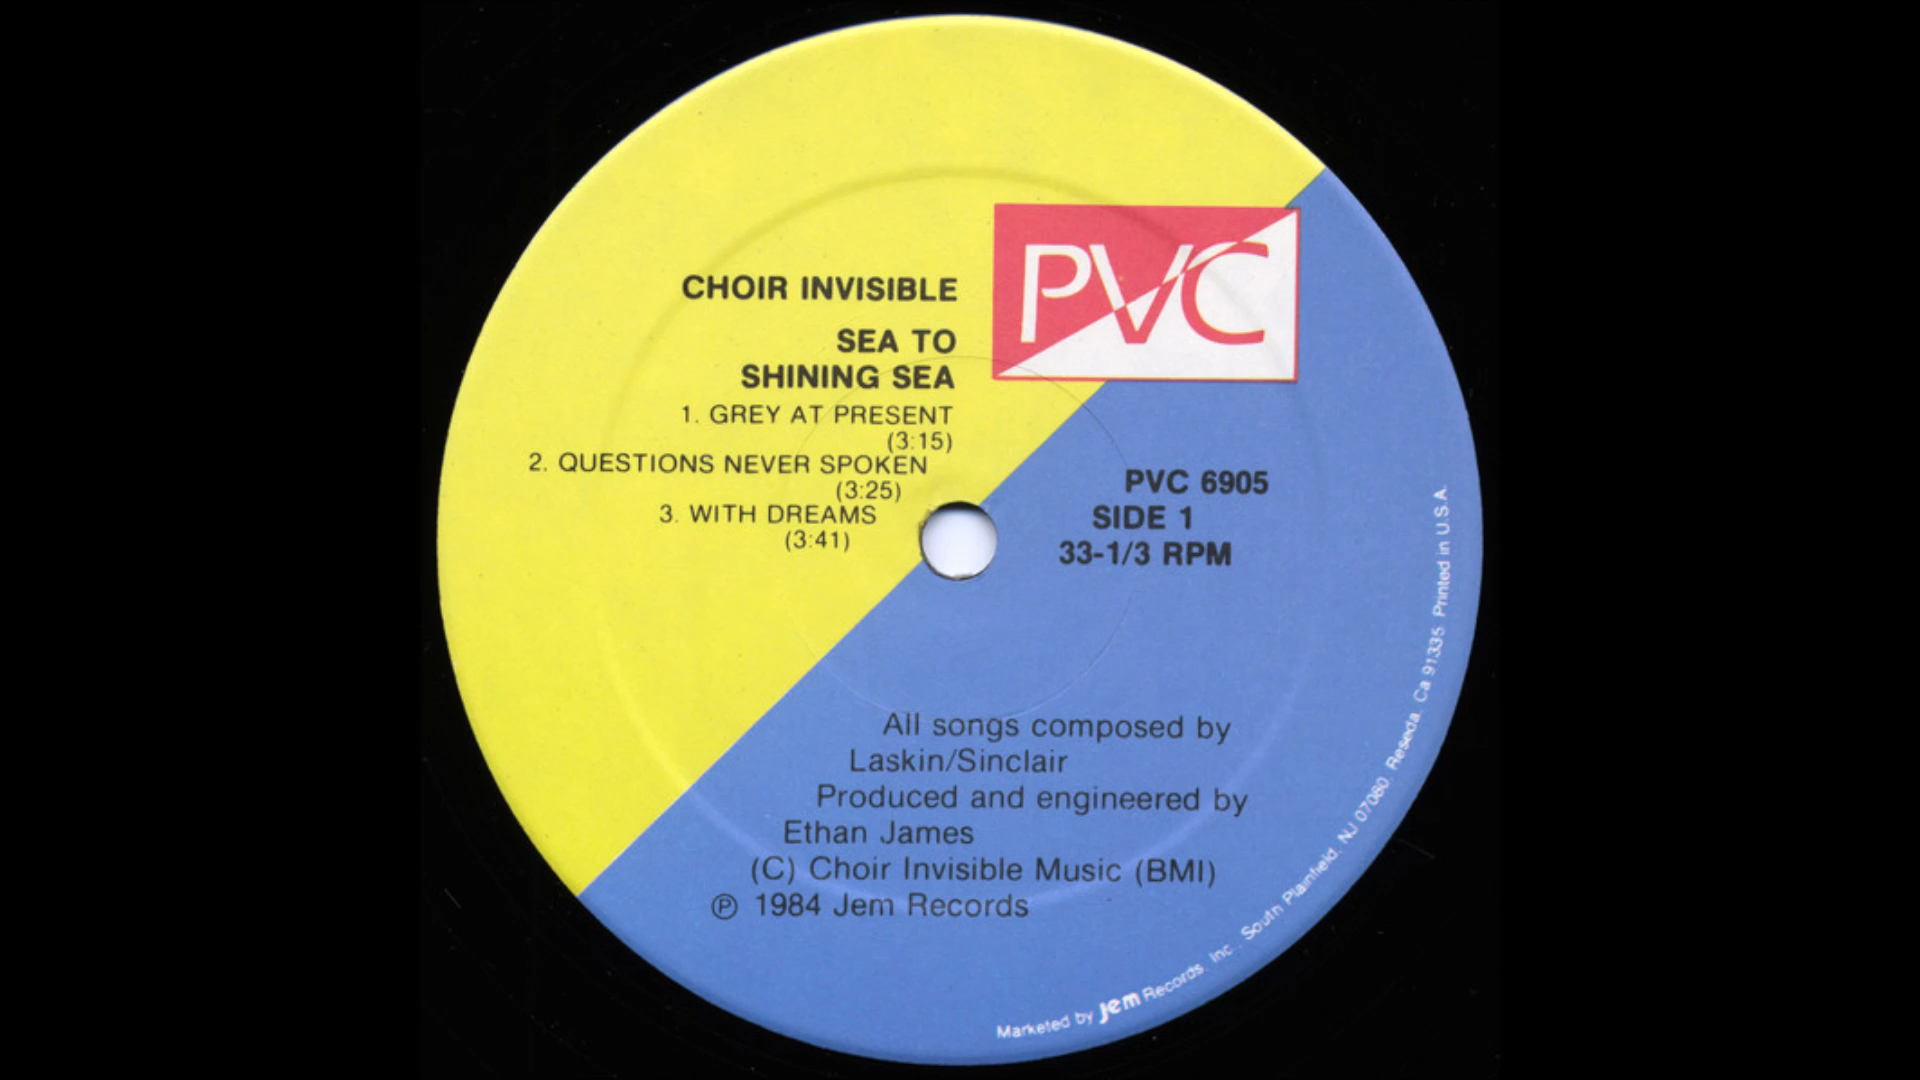 PVC
CHOIR INVISIBLE
SEA TO
SHINING SEA
1. GREY AT PRESENT
(3:15)
2. QUESTIONS NEVER SPOKEN
(3:25)
3. WITH DREAMS
(3:41)
PVC 6905
SIDE 1
33-1/3 RPM
All songs composed by
Laskin/Sinclair
Produced and engineered by
Ethan James
(C) Choir Invisible Music (BMI)
Ⓟ 1984 Jem Records
Marketed by Jem Records, Inc., South Plainfield, NJ 07080. Reseda, Ca 91335 Printed in U.S.A.